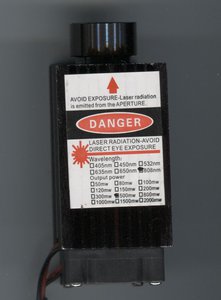 AVOID EXPOSURE-Laser radiation
is emitted from the APERTURE.
DANGER
LASER RADIATION-AVOID
DIRECT EYE EXPOSURE
Wavelength:
□405nm □450nm □532nm
□635nm □650nm ■808nm
Output power
□50mw □80mw □100mw
□120mw □150mw □200mw
□300mw ■500mw □800mw
□1000mw □1500mw □2000mw